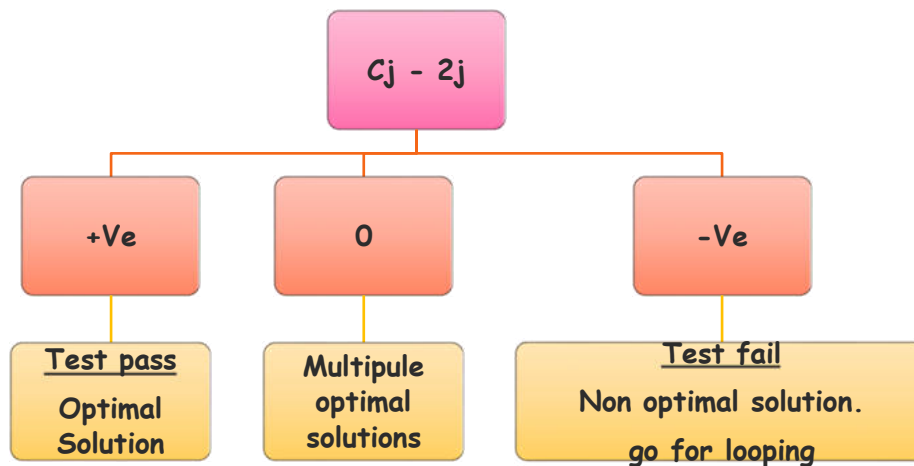 Cj - 2j
+Ve
0
-Ve
Test pass
Optimal
Solution
Multipule
optimal
solutions
Test fail
Non optimal solution.
go for looping